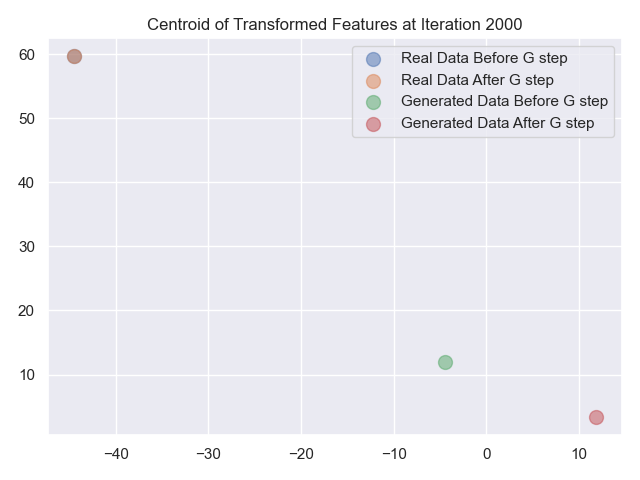 Centroid of Transformed Features at Iteration 2000
Real Data Before G step
Real Data After G step
Generated Data Before G step
Generated Data After G step
60
50
40
30
20
10
−40 −30 −20 −10 0 10